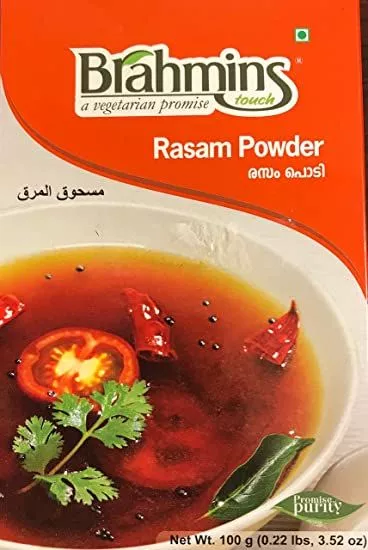 Brahmins®
a vegetarian promise touch
Rasam Powder
രസം പൊടി
مسحوق المرق
Promise
purity
Net Wt. 100 g (0.22 lbs, 3.52 oz)